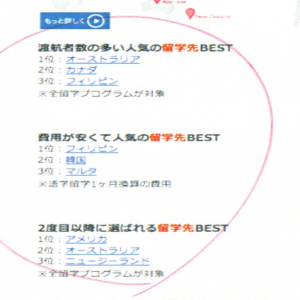 もっと詳しく
渡航者数の多い人気の留学先BEST
1位：オーストラリア
2位：カナダ
3位：フィリピン
※全留学プログラムが対象
費用が安くて人気の留学先BEST
1位：フィリピン
2位：韓国
3位：マルタ
※語学留学1ヶ月換算の費用
2度目以降に選ばれる留学先BEST
1位：アメリカ
2位：オーストラリア
3位：ニュージーランド
※全留学プログラムが対象